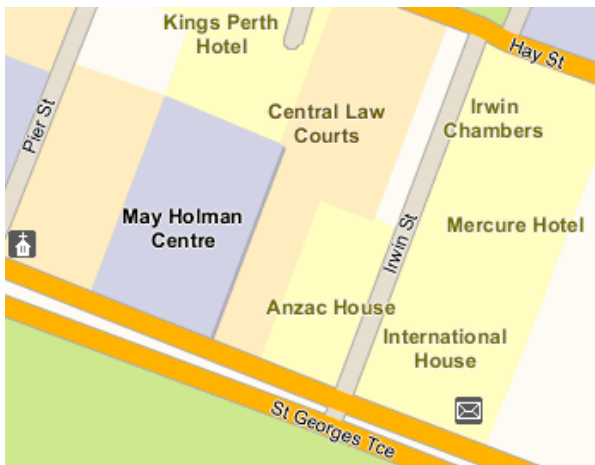 Kings Perth
Hotel
Hay St
Pier St
Central Law
Courts
Irwin
Chambers
May Holman
Centre
Irwin St
Mercure Hotel
Anzac House
International
House
St Georges Tce